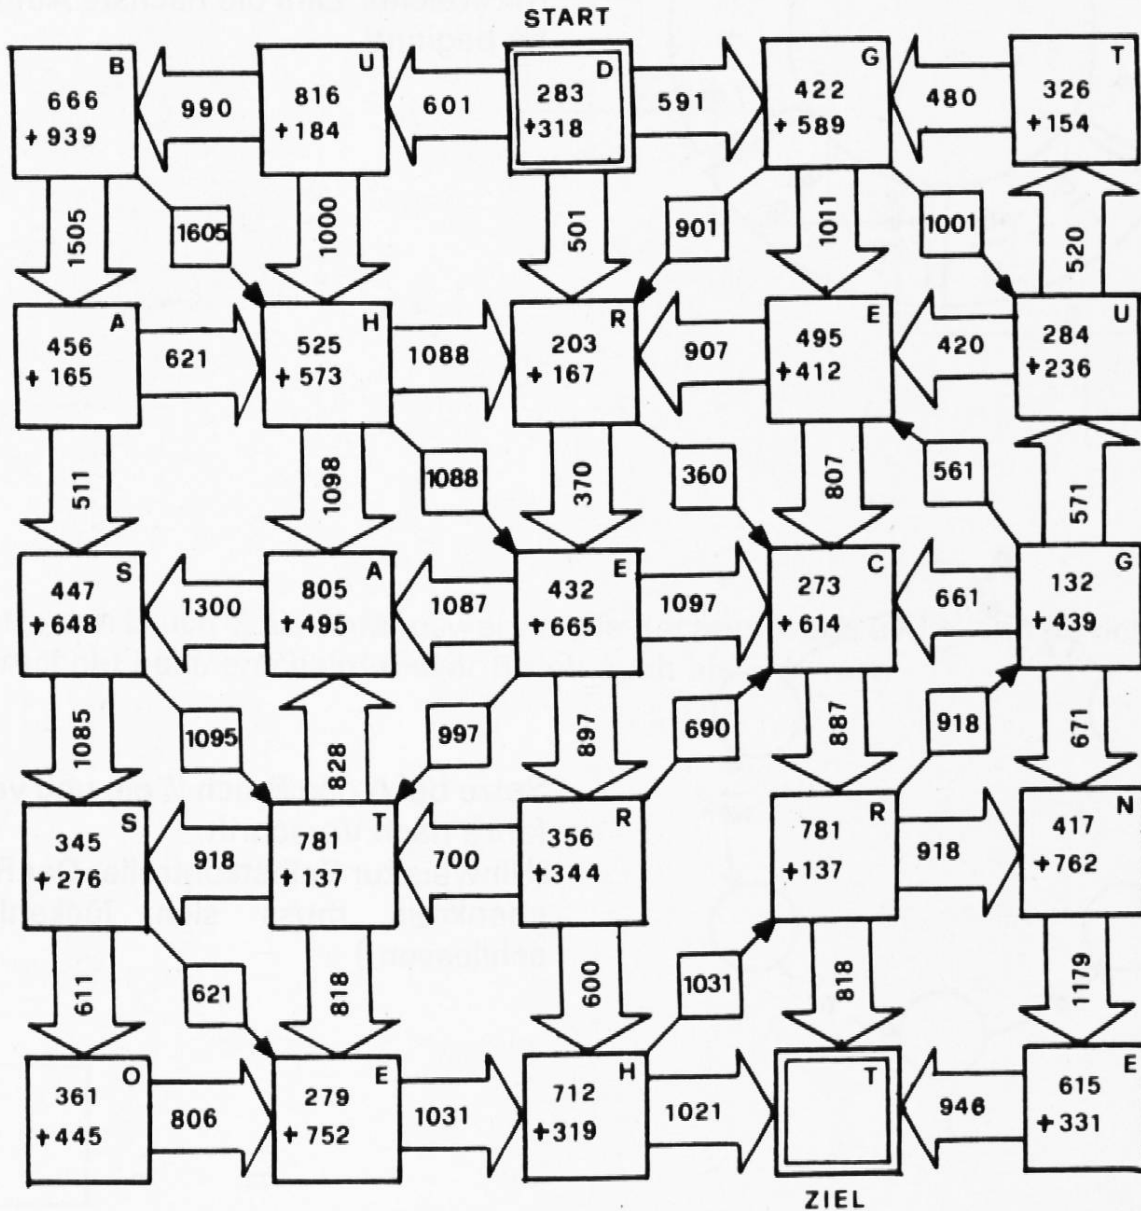 START
B U D G T
666 816 283 422 326
+ 939 990 + 184 601 + 318 591 + 589 480 + 154
1505 1605 1000 501 901 1011 1001 520
A H R E U
456 525 203 495 284
+ 165 621 + 573 1088 + 167 907 + 412 420 + 236
511 1098 1088 370 360 807 561 571
S A E C G
447 805 432 273 132
+ 648 1300 + 495 1087 + 665 1097 + 614 661 + 439
1085 1095 828 997 897 690 887 918 671
S T R R N
345 781 356 781 417
+ 276 918 + 137 700 + 344 + 137 918 + 762
611 621 818 600 1031 818 1179
O E H T E
361 279 712 615
+ 445 806 + 752 1031 + 319 1021 946 + 331
ZIEL